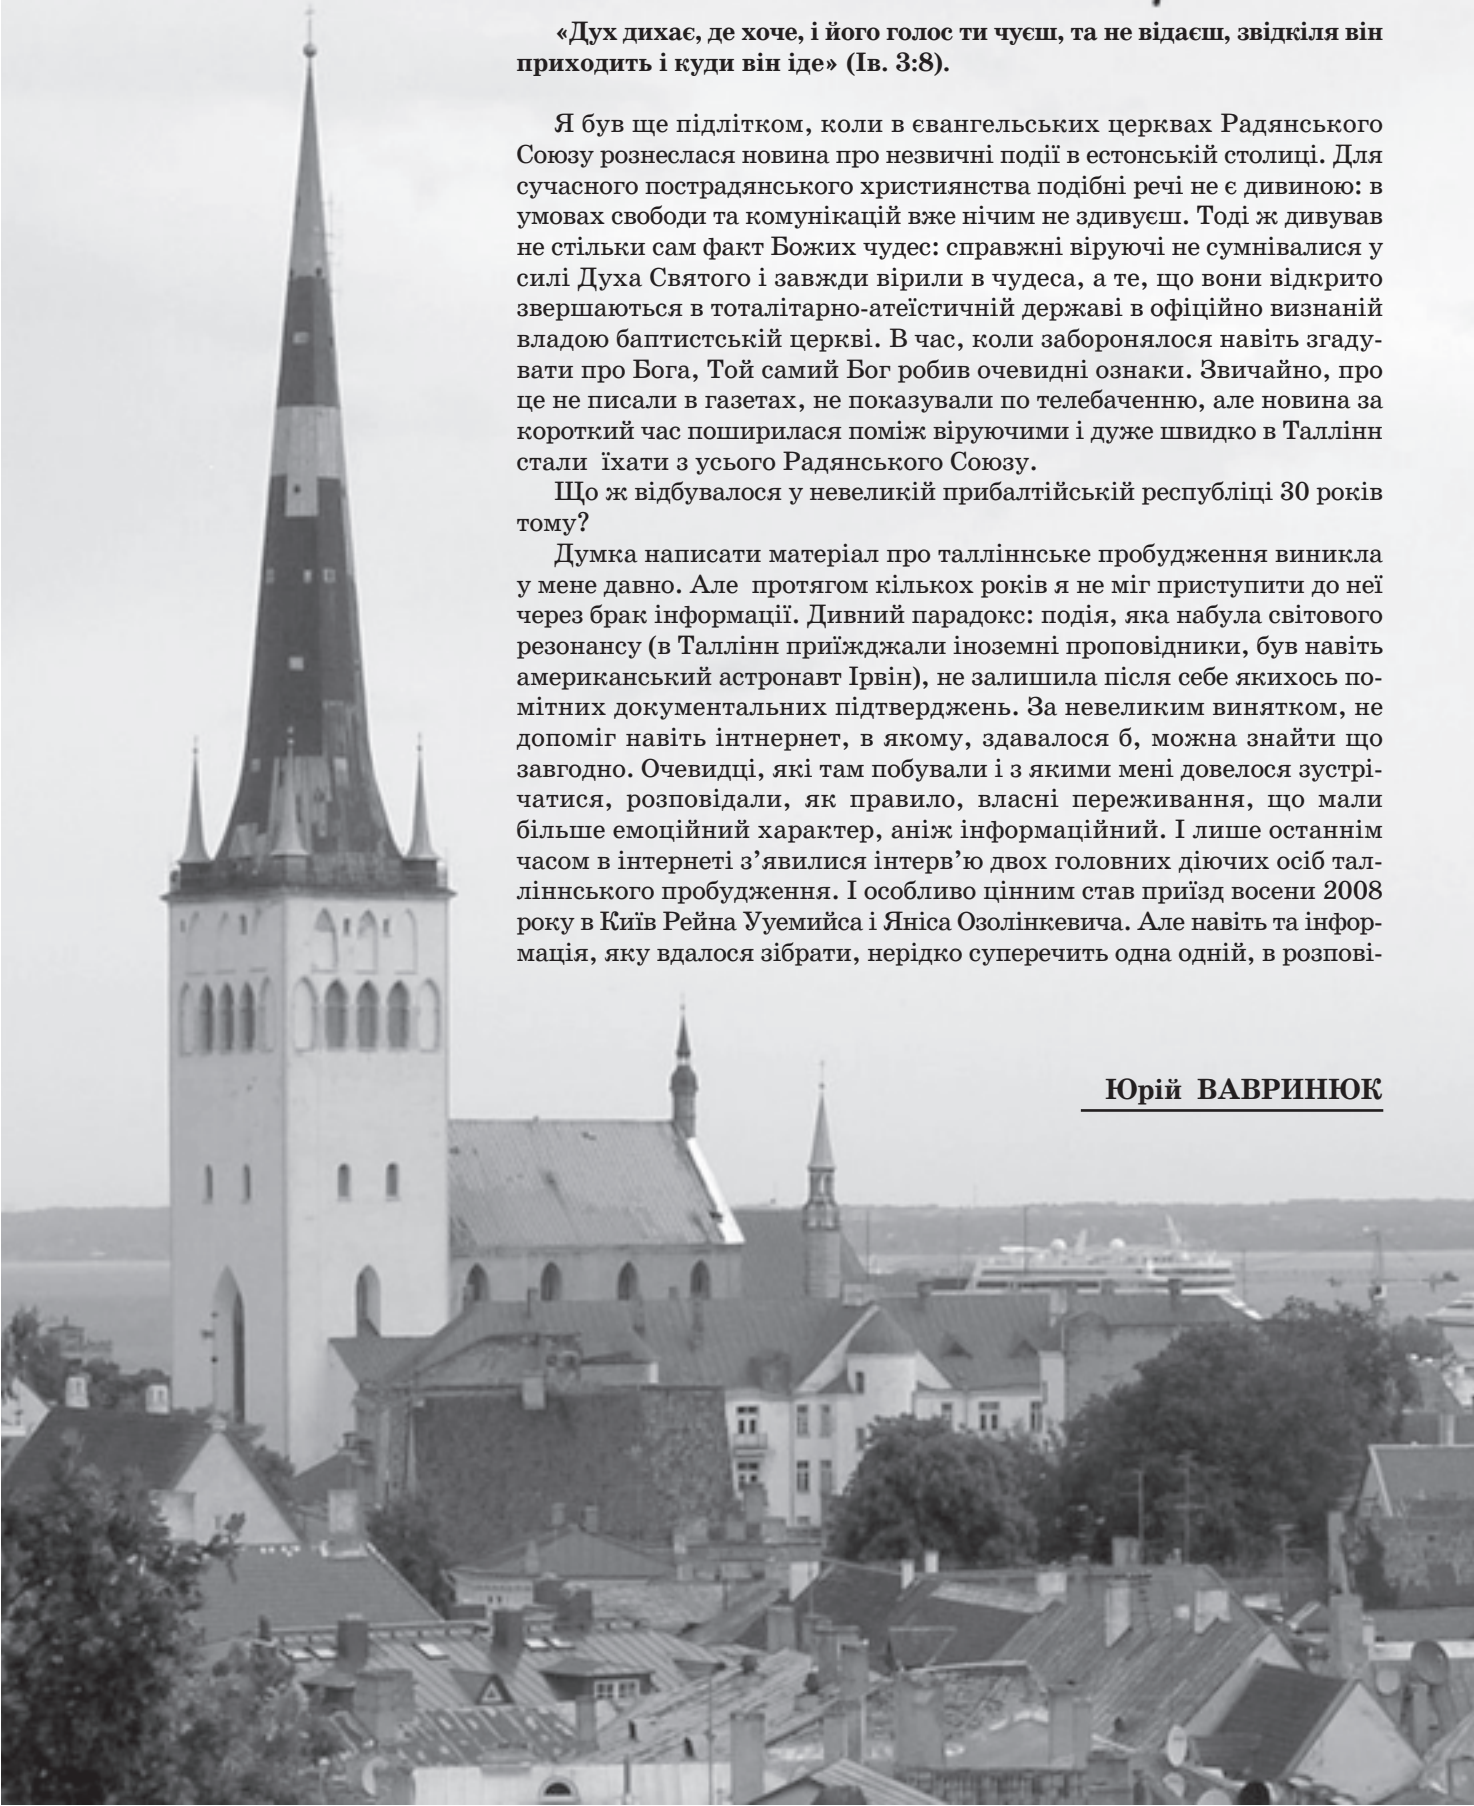 «Дух дихає, де хоче, і його голос ти чуєш, та не відаєш, звідкіля він
приходить і куди він іде» (Ів. 3:8).
Я був ще підлітком, коли в євангельських церквах Радянського
Союзу рознеслася новина про незвичні події в естонській столиці. Для
сучасного пострадянського християнства подібні речі не є дивиною: в
умовах свободи та комунікацій вже нічим не здивуєш. Тоді ж дивував
не стільки сам факт Божих чудес: справжні віруючі не сумнівалися у
силі Духа Святого і завжди вірили в чудеса, а те, що вони відкрито
звершаються в тоталітарно-атеїстичній державі в офіційно визнаній
владою баптистській церкві. В час, коли заборонялося навіть згаду-
вати про Бога, Той самий Бог робив очевидні ознаки. Звичайно, про
це не писали в газетах, не показували по телебаченню, але новина за
короткий час поширилася поміж віруючими і дуже швидко в Таллінн
стали  їхати з усього Радянського Союзу.
Що ж відбувалося у невеликій прибалтійській республіці 30 років
тому?
Думка написати матеріал про талліннське пробудження виникла
у мене давно. Але  протягом кількох років я не міг приступити до неї
через брак інформації. Дивний парадокс: подія, яка набула світового
резонансу (в Таллінн приїжджали іноземні проповідники, був навіть
американський астронавт Ірвін), не залишила після себе якихось по-
мітних документальних підтверджень. За невеликим винятком, не
допоміг навіть інтнернет, в якому, здавалося б, можна знайти що
завгодно. Очевидці, які там побували і з якими мені довелося зустрі-
чатися, розповідали, як правило, власні переживання, що мали
більше емоційний характер, аніж інформаційний. І лише останнім
часом в інтернеті з’явилися інтерв’ю двох головних діючих осіб тал-
ліннського пробудження. І особливо цінним став приїзд восени 2008
року в Київ Рейна Ууемийса і Яніса Озолінкевича. Але навіть та інфор-
мація, яку вдалося зібрати, нерідко суперечить одна одній, в розпові-
Юрій  ВАВРИНЮК